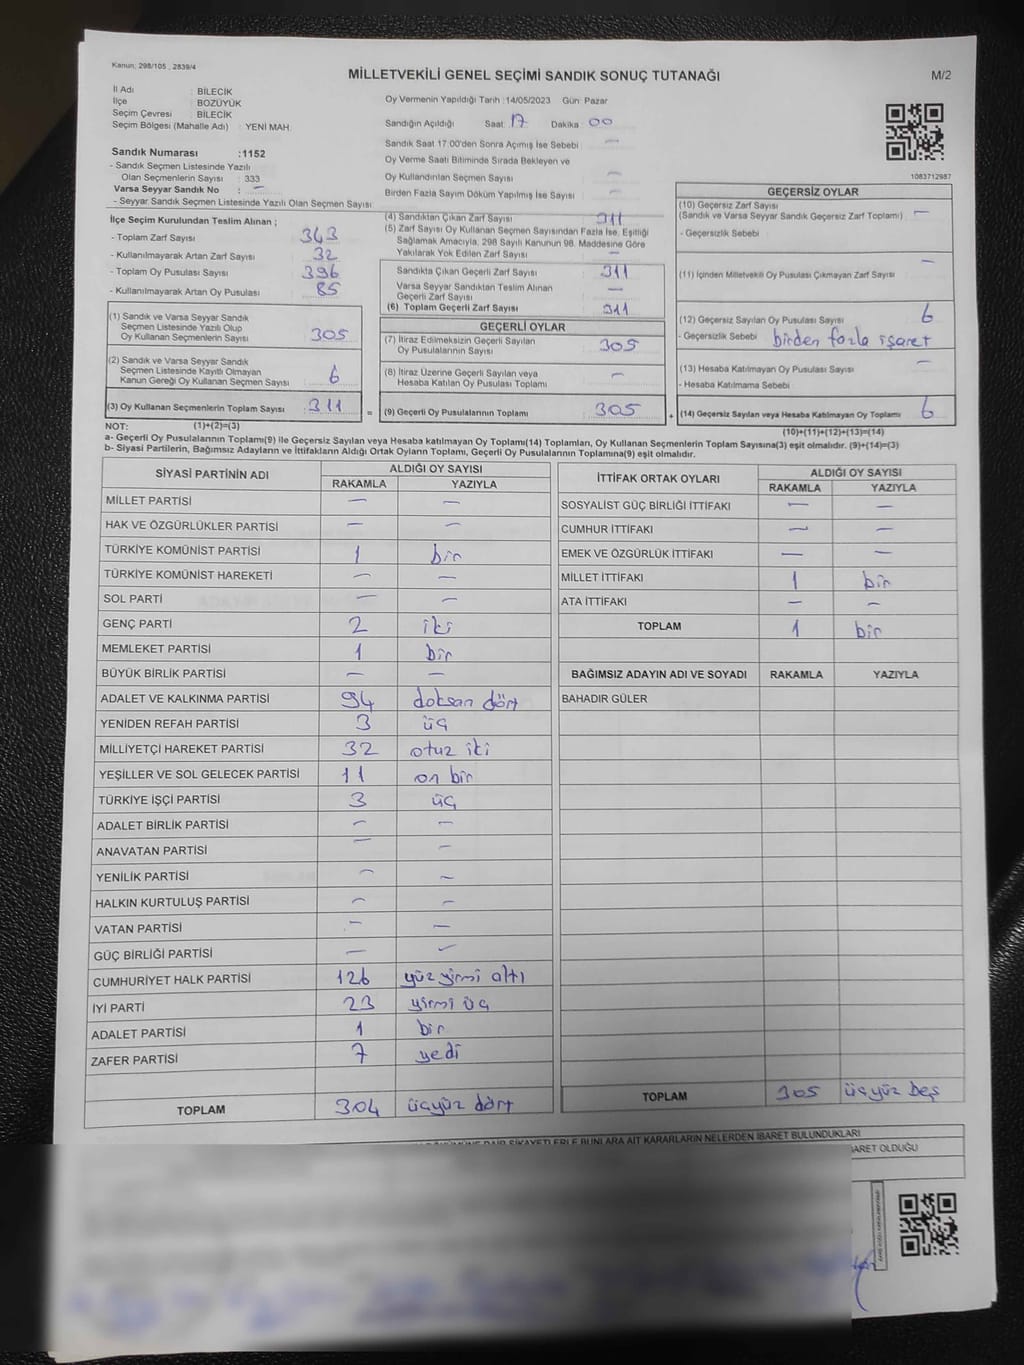 Kanun; 298/105 , 2839/4
MİLLETVEKİLİ GENEL SEÇİMİ SANDIK SONUÇ TUTANAĞI
M/2
İl Adı : BİLECİK
İlçe : BOZÜYÜK
Seçim Çevresi : BİLECİK
Seçim Bölgesi (Mahalle Adı) : YENİ MAH.
Oy Vermenin Yapıldığı Tarih :14/05/2023 Gün: Pazar
Sandığın Açıldığı Saat: 17 Dakika: 00
Sandık Saat 17:00'den Sonra Açımış İse Sebebi —
Oy Verme Saati Bitiminde Sırada Bekleyen ve
Oy Kullandırılan Seçmen Sayısı —
Birden Fazla Sayım Döküm Yapılmış İse Sayısı —
1083712987
Sandık Numarası :1152
- Sandık Seçmen Listesinde Yazılı
Olan Seçmenlerin Sayısı : 333
Varsa Seyyar Sandık No : —
- Seyyar Sandık Seçmen Listesinde Yazılı Olan Seçmen Sayısı:
İlçe Seçim Kurulundan Teslim Alınan ;
- Toplam Zarf Sayısı 343
- Kullanılmayarak Artan Zarf Sayısı 32
- Toplam Oy Pusulası Sayısı 396
- Kullanılmayarak Artan Oy Pusulası 85
(1) Sandık ve Varsa Seyyar Sandık
Seçmen Listesinde Yazılı Olup
Oy Kullanan Seçmenlerin Sayısı 305
(2) Sandık ve Varsa Seyyar Sandık
Seçmen Listesinde Kayıtlı Olmayan
Kanun Gereği Oy Kullanan Seçmen Sayısı 6
(3) Oy Kullanan Seçmenlerin Toplam Sayısı 311 =
(4) Sandıktan Çıkan Zarf Sayısı 311
(5) Zarf Sayısı Oy Kullanan Seçmen Sayısından Fazla İse, Eşitliği
Sağlamak Amacıyla, 298 Sayılı Kanunun 98. Maddesine Göre
Yakılarak Yok Edilen Zarf Sayısı —
Sandıkta Çıkan Geçerli Zarf Sayısı 311
Varsa Seyyar Sandıktan Teslim Alınan
Geçerli Zarf Sayısı —
(6) Toplam Geçerli Zarf Sayısı 311
GEÇERLİ OYLAR
(7) İtiraz Edilmeksizin Geçerli Sayılan
Oy Pusulalarının Sayısı 305
(8) İtiraz Üzerine Geçerli Sayılan veya
Hesaba Katılan Oy Pusulası Toplamı —
(9) Geçerli Oy Pusulalarının Toplamı 305 +
GEÇERSİZ OYLAR
(10) Geçersiz Zarf Sayısı
(Sandık ve Varsa Seyyar Sandık Geçersiz Zarf Toplamı) —
- Geçersizlik Sebebi :
(11) İçinden Milletvekili Oy Pusulası Çıkmayan Zarf Sayısı —
(12) Geçersiz Sayılan Oy Pusulası Sayısı 6
- Geçersizlik Sebebi birden fazla işaret
(13) Hesaba Katılmayan Oy Pusulası Sayısı —
- Hesaba Katılmama Sebebi
(14) Geçersiz Sayılan veya Hesaba Katılmayan Oy Toplamı 6
NOT: (1)+(2)=(3)
(10)+(11)+(12)+(13)=(14)
a- Geçerli Oy Pusulalarının Toplamı(9) ile Geçersiz Sayılan veya Hesaba katılmayan Oy Toplamı(14) Toplamları, Oy Kullanan Seçmenlerin Toplam Sayısına(3) eşit olmalıdır. (9)+(14)=(3)
b- Siyasi Partilerin, Bağımsız Adayların ve İttifakların Aldığı Ortak Oyların Toplamı, Geçerli Oy Pusulalarının Toplamına(9) eşit olmalıdır.
SİYASİ PARTİNİN ADI ALDIĞI OY SAYISI
RAKAMLA YAZIYLA
MİLLET PARTİSİ — —
HAK VE ÖZGÜRLÜKLER PARTİSİ — —
TÜRKİYE KOMÜNİST PARTİSİ 1 bir
TÜRKİYE KOMÜNİST HAREKETİ — —
SOL PARTİ — —
GENÇ PARTİ 2 iki
MEMLEKET PARTİSİ 1 bir
BÜYÜK BİRLİK PARTİSİ — —
ADALET VE KALKINMA PARTİSİ 94 doksan dört
YENİDEN REFAH PARTİSİ 3 üç
MİLLİYETÇİ HAREKET PARTİSİ 32 otuz iki
YEŞİLLER VE SOL GELECEK PARTİSİ 11 on bir
TÜRKİYE İŞÇİ PARTİSİ 3 üç
ADALET BİRLİK PARTİSİ — —
ANAVATAN PARTİSİ — —
YENİLİK PARTİSİ — —
HALKIN KURTULUŞ PARTİSİ — —
VATAN PARTİSİ — —
GÜÇ BİRLİĞİ PARTİSİ — —
CUMHURİYET HALK PARTİSİ 126 yüz yirmi altı
İYİ PARTİ 23 yirmi üç
ADALET PARTİSİ 1 bir
ZAFER PARTİSİ 7 yedi
TOPLAM 304 üçyüz dört
İTTİFAK ORTAK OYLARI ALDIĞI OY SAYISI
RAKAMLA YAZIYLA
SOSYALİST GÜÇ BİRLİĞİ İTTİFAKI — —
CUMHUR İTTİFAKI — —
EMEK VE ÖZGÜRLÜK İTTİFAKI — —
MİLLET İTTİFAKI 1 bir
ATA İTTİFAKI — —
TOPLAM 1 bir
BAĞIMSIZ ADAYIN ADI VE SOYADI RAKAMLA YAZIYLA
BAHADIR GÜLER
TOPLAM 305 üçyüz beş
ŞİKAYETLERLE BUNLARA AİT KARARLARIN NELERDEN İBARET BULUNDUKLARI
OLDUĞU